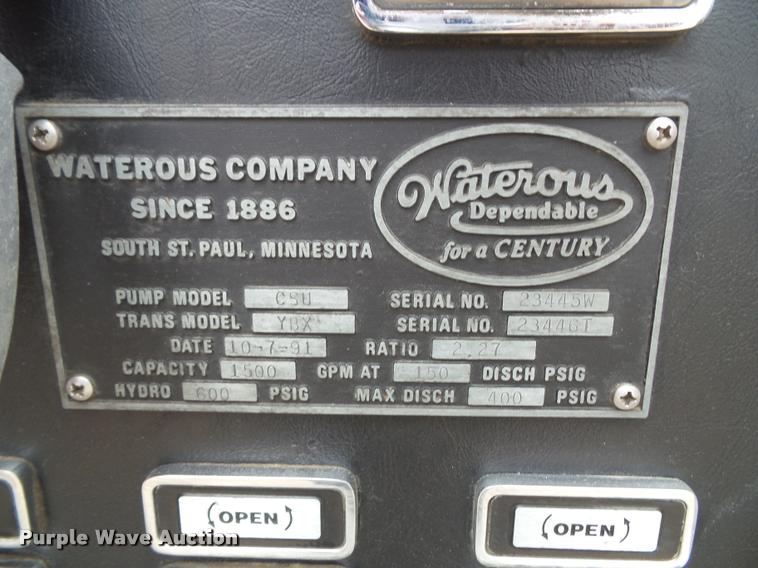 WATEROUS COMPANY
SINCE 1886
SOUTH ST. PAUL, MINNESOTA
Waterous
Dependable
for a CENTURY
PUMP MODEL CSU SERIAL NO. 23445W
TRANS MODEL YBX SERIAL NO. 23446T
DATE 10-7-91 RATIO 2.27
CAPACITY 1500 GPM AT 150 DISCH PSIG
HYDRO 600 PSIG MAX DISCH 400 PSIG
(OPEN)
(OPEN)
Purple Wave Auction